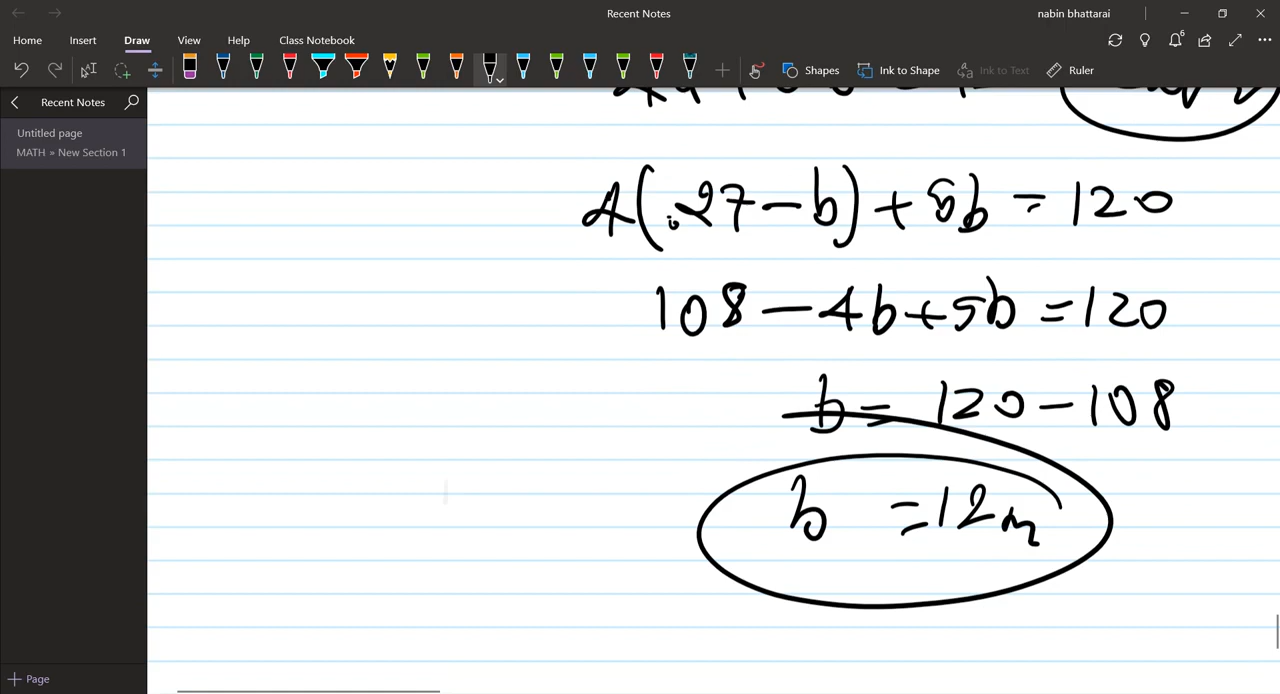 Recent Notes
nabin bhattarai
Home Insert Draw View Help Class Notebook
6
Shapes Ink to Shape Ink to Text Ruler
Recent Notes
Untitled page
MATH » New Section 1
4(27-b)+5b=120
108-4b+5b=120
b=120-108
b=12m
+ Page